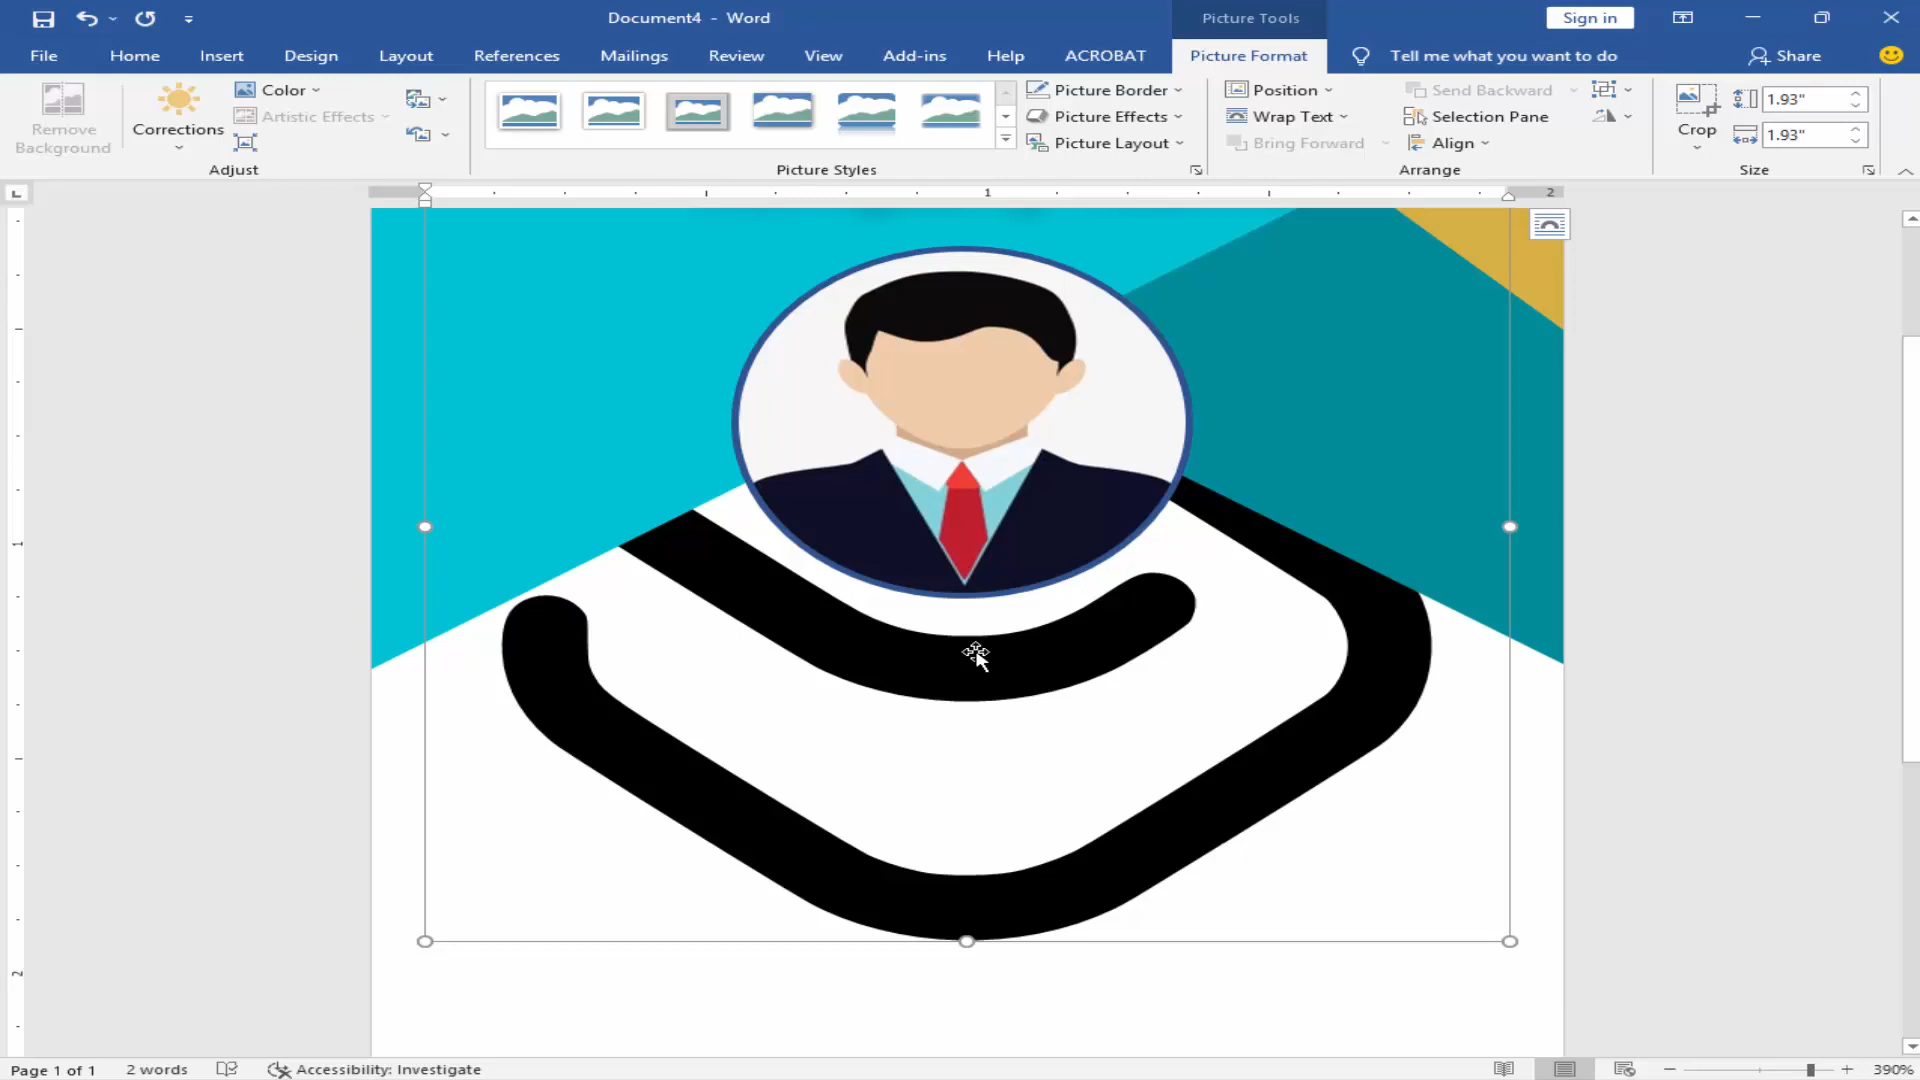 Document4 - Word
Picture Tools
Sign in
File Home Insert Design Layout References Mailings Review View Add-ins Help ACROBAT Picture Format Tell me what you want to do Share
Remove Background
Corrections
Color
Artistic Effects
Adjust
Picture Styles
Picture Border
Picture Effects
Picture Layout
Position
Wrap Text
Bring Forward
Send Backward
Selection Pane
Align
Arrange
Crop
1.93"
1.93"
Size
1 2
1
2
Page 1 of 1 2 words Accessibility: Investigate 390%